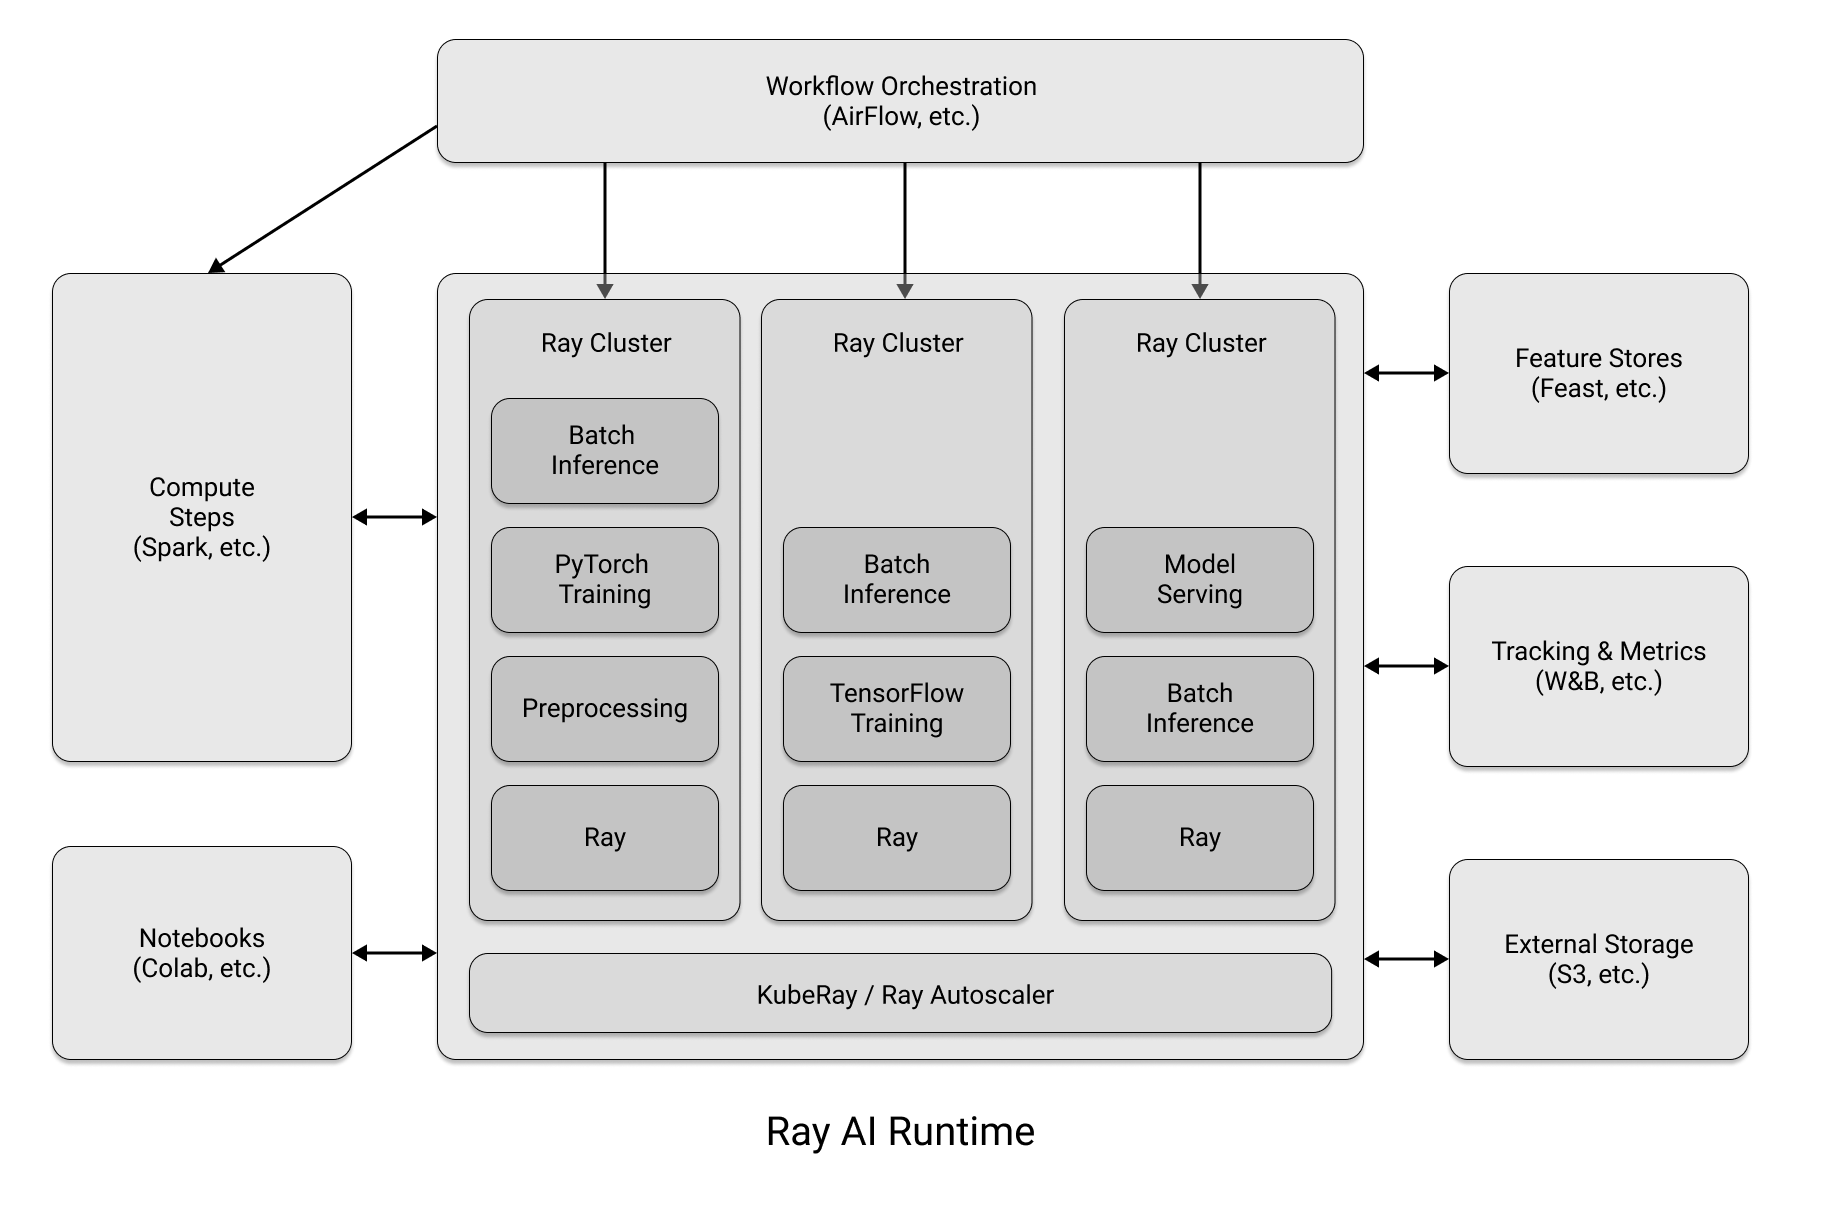 Workflow Orchestration
(AirFlow, etc.)
Compute
Steps
(Spark, etc.)
Notebooks
(Colab, etc.)
Ray Cluster
Batch
Inference
PyTorch
Training
Preprocessing
Ray
Ray Cluster
Batch
Inference
TensorFlow
Training
Ray
Ray Cluster
Model
Serving
Batch
Inference
Ray
KubeRay / Ray Autoscaler
Feature Stores
(Feast, etc.)
Tracking & Metrics
(W&B, etc.)
External Storage
(S3, etc.)
Ray AI Runtime